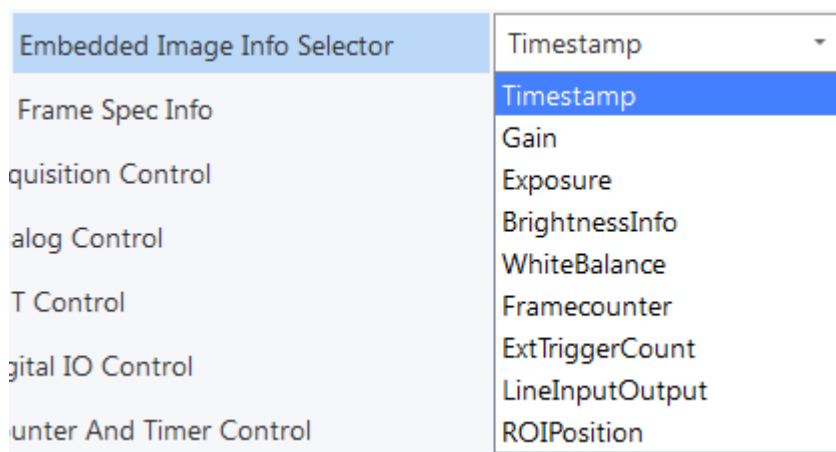 Embedded Image Info Selector
Timestamp
Timestamp
Frame Spec Info
Gain
Exposure
quisition Control
BrightnessInfo
alog Control
WhiteBalance
T Control
Framecounter
ExtTriggerCount
gital IO Control
LineInputOutput
unter And Timer Control
ROIPosition